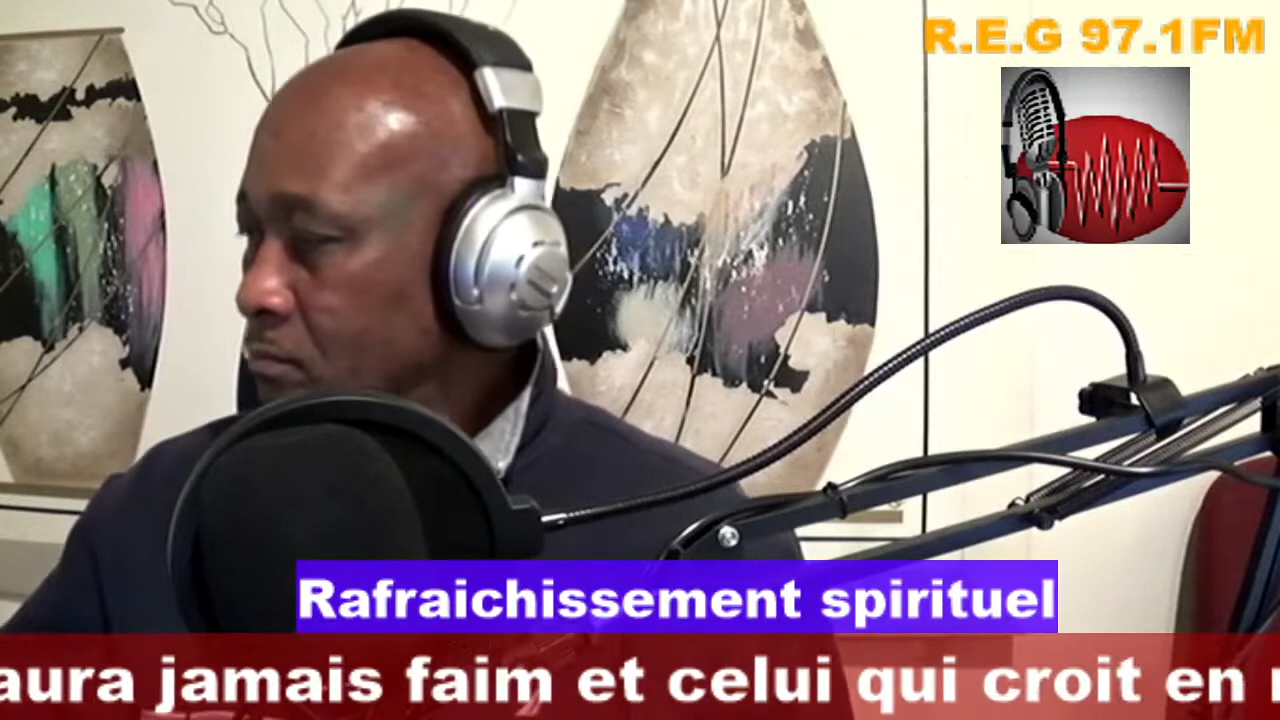 R.E.G 97.1FM
Rafraichissement spirituel
aura jamais faim et celui qui croit en